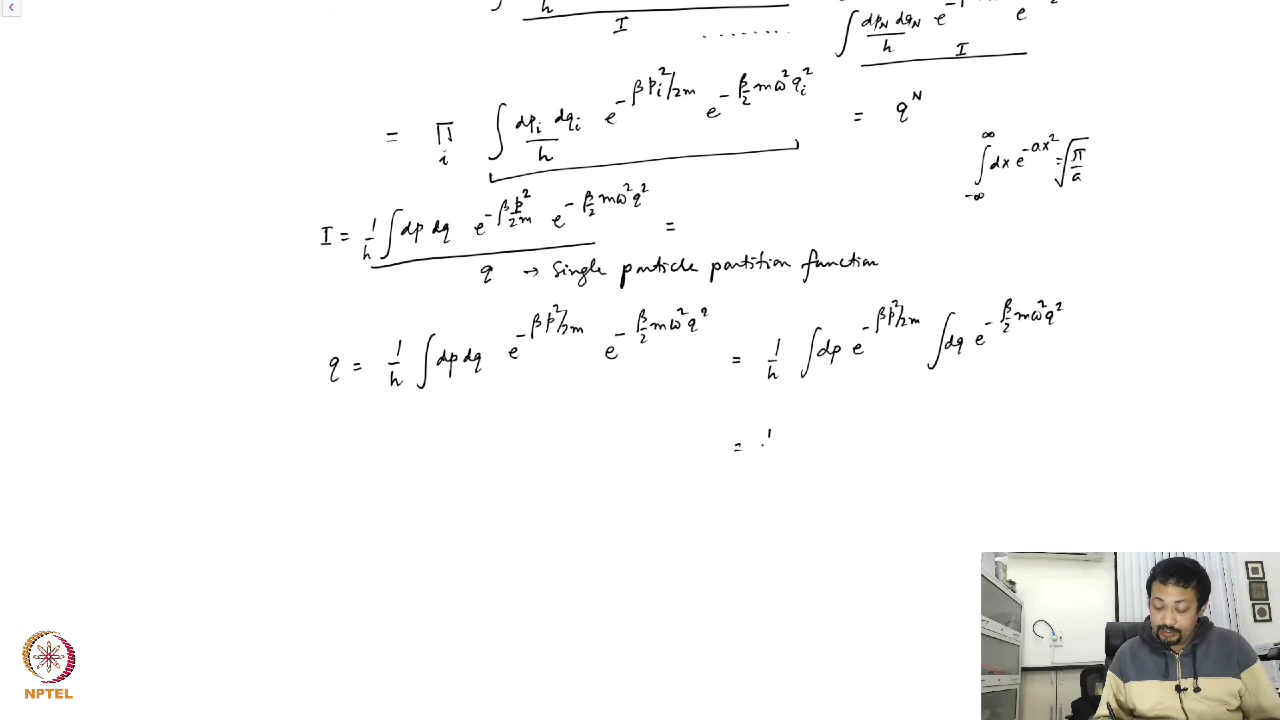 ∫ h I ........ ∫ dp_N dq_N / h e^- e^- 2 I
= ∏_i ∫ dp_i dq_i / h e^{-βp_i²/2m} e^{-β/2 mω²q_i²} = q^N
∫_{-∞}^{∞} dx e^{-ax²} = √(π/a)
I = 1/h ∫ dp dq e^{-βp²/2m} e^{-β/2 mω²q²} =
q → Single particle partition function
q = 1/h ∫ dp dq e^{-βp²/2m} e^{-β/2 mω²q²} = 1/h ∫ dp e^{-βp²/2m} ∫ dq e^{-β/2 mω²q²}
=
NPTEL